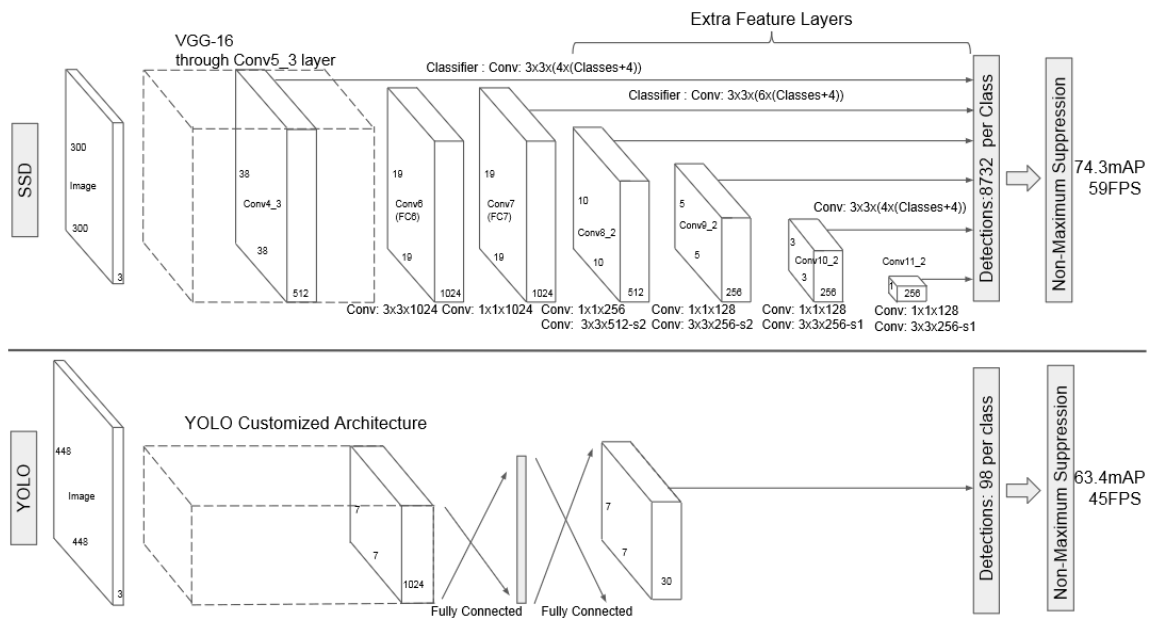 Extra Feature Layers
VGG-16
through Conv5_3 layer
Classifier : Conv: 3x3x(4x(Classes+4))
Classifier : Conv: 3x3x(6x(Classes+4))
SSD
300
Image
300
3
38
Conv4_3
38
512
19
Conv6
(FC6)
19
1024
19
Conv7
(FC7)
19
1024
10
Conv8_2
10
512
5
Conv9_2
5
256
Conv: 3x3x(4x(Classes+4))
3
Conv10_2
3
256
Conv11_2
1
256
Conv: 3x3x1024
Conv: 1x1x1024
Conv: 1x1x256
Conv: 3x3x512-s2
Conv: 1x1x128
Conv: 3x3x256-s2
Conv: 1x1x128
Conv: 3x3x256-s1
Conv: 1x1x128
Conv: 3x3x256-s1
Detections:8732 per Class
Non-Maximum Suppression
74.3mAP
59FPS
YOLO
448
Image
448
3
YOLO Customized Architecture
7
7
1024
Fully Connected
Fully Connected
7
7
30
Detections: 98 per class
Non-Maximum Suppression
63.4mAP
45FPS